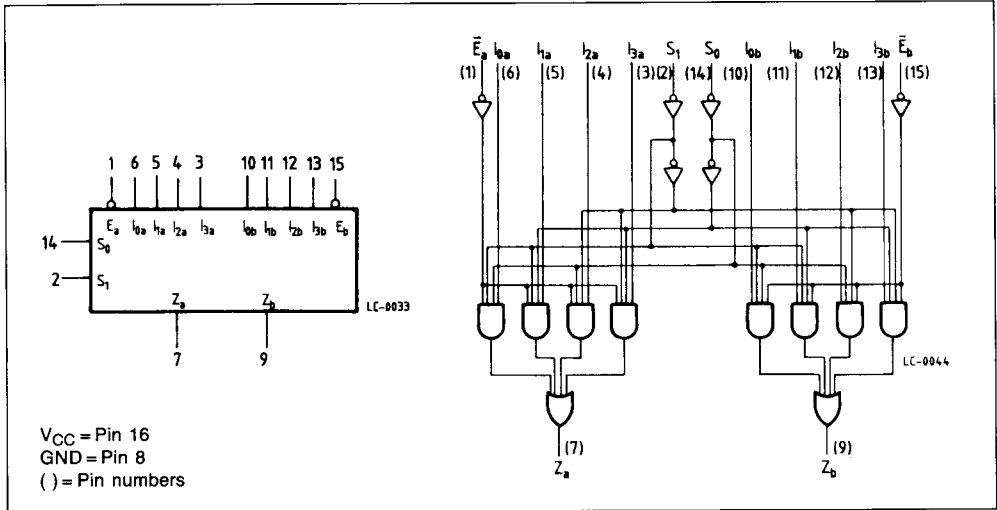 Ēa I0a I1a I2a I3a S1 S0 I0b I1b I2b I3b Ēb
(1) (6) (5) (4) (3) (2) (14) (10) (11) (12) (13) (15)
1 6 5 4 3 10 11 12 13 15
Ea I0a I1a I2a I3a I0b I1b I2b I3b Eb
14 S0
2 S1
Za Zb
LC-0033
7 9
LC-0044
(7) (9)
Za Zb
VCC = Pin 16
GND = Pin 8
( ) = Pin numbers